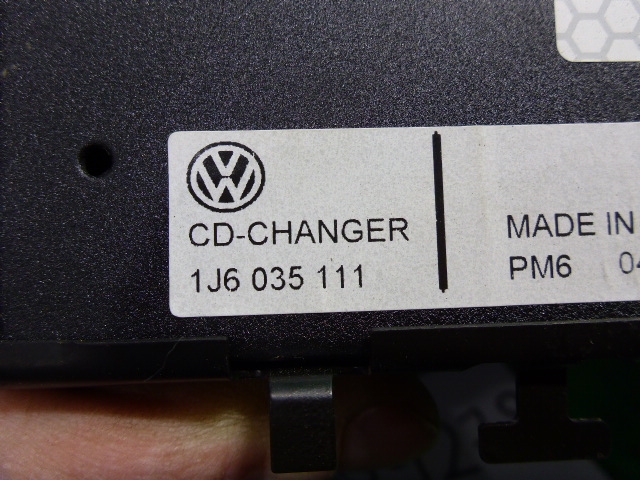 VW
CD-CHANGER
1J6 035 111
MADE IN
PM6 04